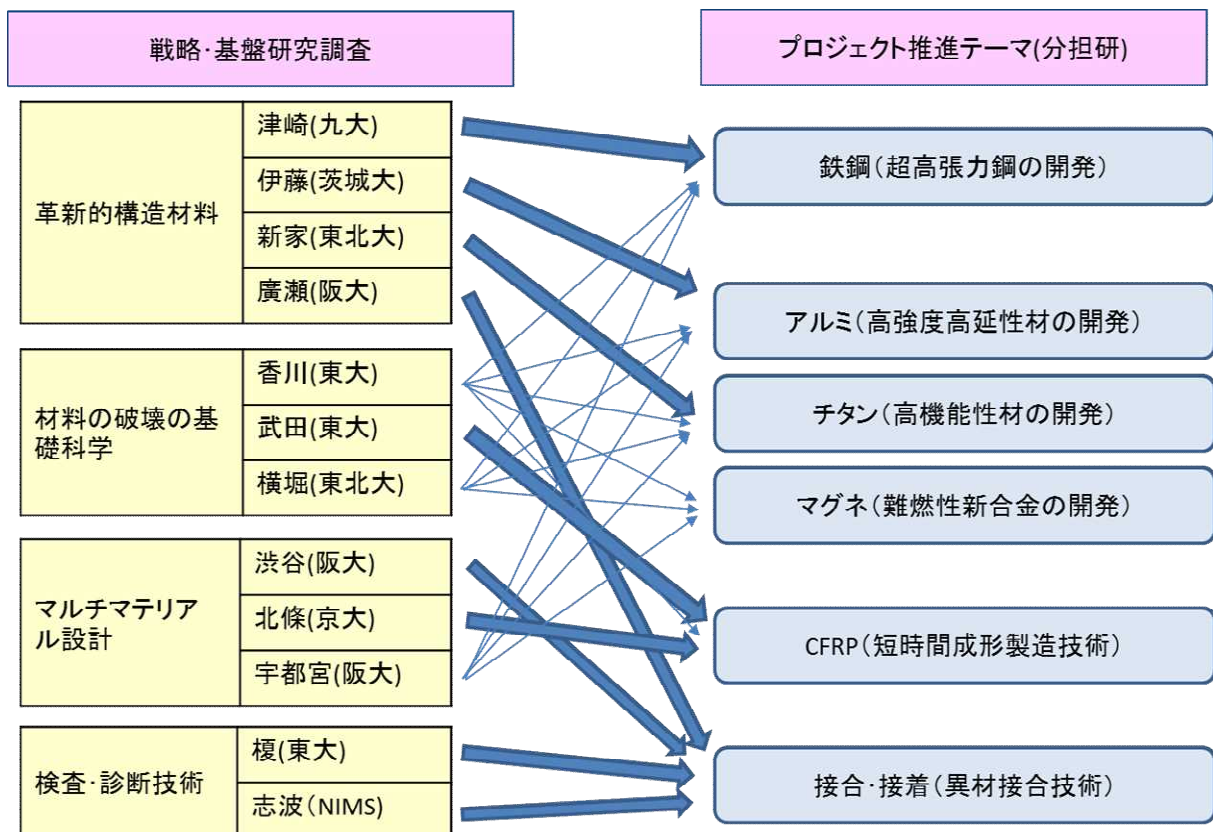 戦略･基盤研究調査
プロジェクト推進テーマ(分担研)
革新的構造材料
津崎(九大)
伊藤(茨城大)
新家(東北大)
廣瀬(阪大)
材料の破壊の基
礎科学
香川(東大)
武田(東大)
横堀(東北大)
マルチマテリア
ル設計
渋谷(阪大)
北條(京大)
宇都宮(阪大)
検査･診断技術
榎(東大)
志波(NIMS)
鉄鋼(超高張力鋼の開発)
アルミ(高強度高延性材の開発)
チタン(高機能性材の開発)
マグネ(難燃性新合金の開発)
CFRP(短時間成形製造技術)
接合･接着(異材接合技術)